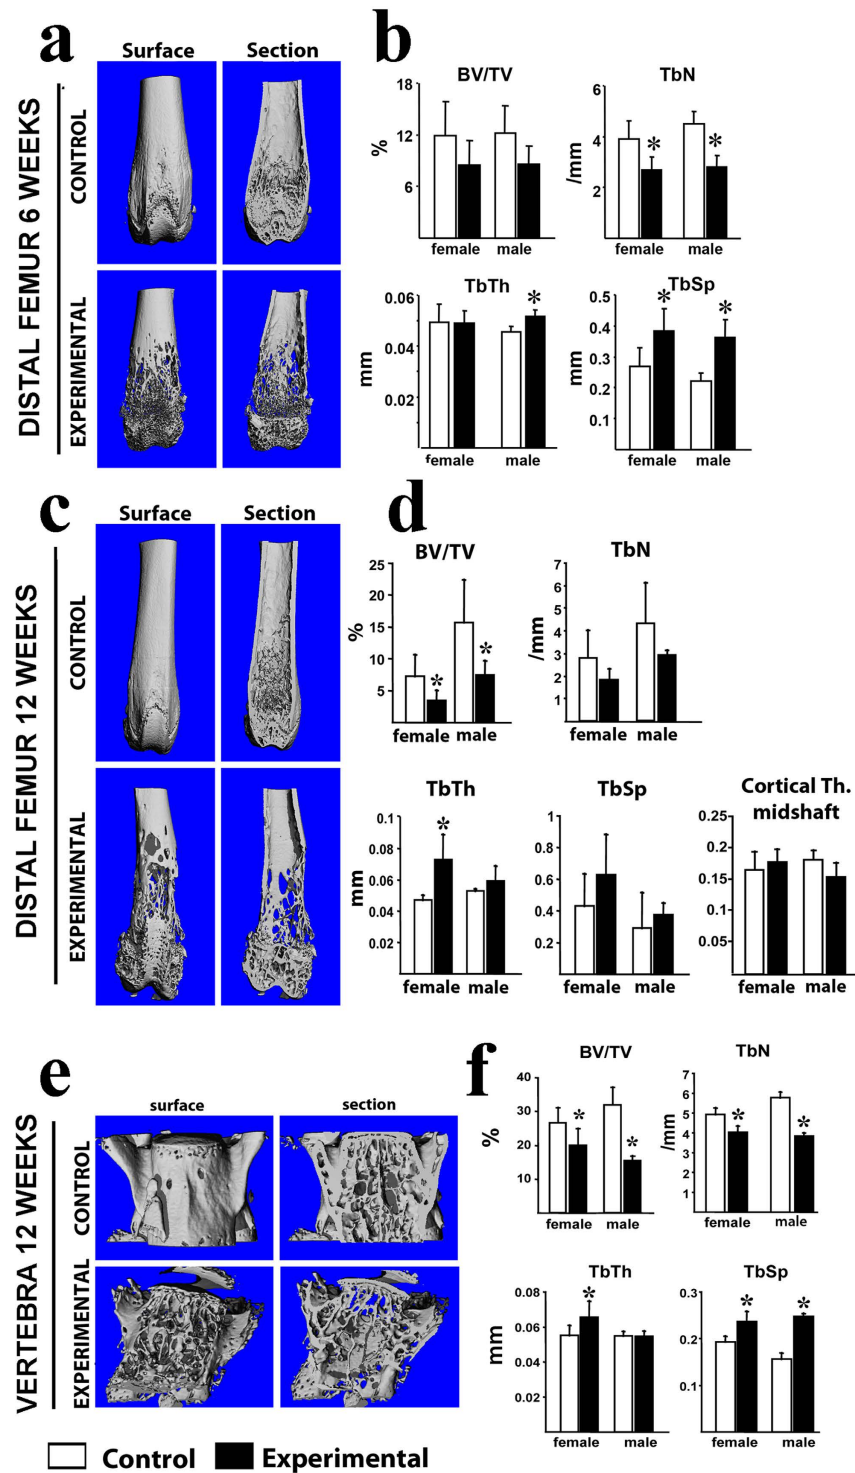 a
Surface
Section
DISTAL FEMUR 6 WEEKS
CONTROL
EXPERIMENTAL
b
BV/TV
%
18
12
6
female
male
TbN
/mm
6
4
2
*
*
female
male
TbTh
mm
0.06
0.04
0.02
*
female
male
TbSp
mm
0.5
0.4
0.3
0.2
0.1
*
*
female
male
c
Surface
Section
DISTAL FEMUR 12 WEEKS
CONTROL
EXPERIMENTAL
d
BV/TV
%
25
20
15
10
5
*
*
female
male
TbN
/mm
7
6
5
4
3
2
1
female
male
TbTh
mm
0.1
0.08
0.06
0.04
0.02
*
female
male
TbSp
1
0.8
0.6
0.4
0.2
female
male
Cortical Th.
midshaft
0.25
0.2
0.15
0.1
0.05
female
male
e
surface
section
VERTEBRA 12 WEEKS
CONTROL
EXPERIMENTAL
f
BV/TV
%
40
30
20
10
*
*
female
male
TbN
/mm
7
6
5
4
3
2
1
*
*
female
male
TbTh
mm
0.08
0.06
0.04
0.02
*
female
male
TbSp
0.3
0.2
0.1
*
*
female
male
Control
Experimental